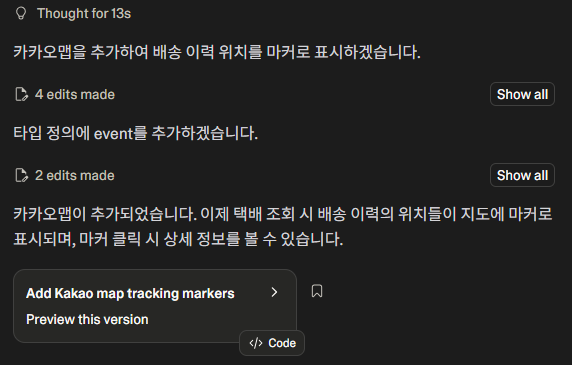 Thought for 13s
카카오맵을 추가하여 배송 이력 위치를 마커로 표시하겠습니다.
4 edits made
Show all
타입 정의에 event를 추가하겠습니다.
2 edits made
Show all
카카오맵이 추가되었습니다. 이제 택배 조회 시 배송 이력의 위치들이 지도에 마커로
표시되며, 마커 클릭 시 상세 정보를 볼 수 있습니다.
Add Kakao map tracking markers
Preview this version
Code